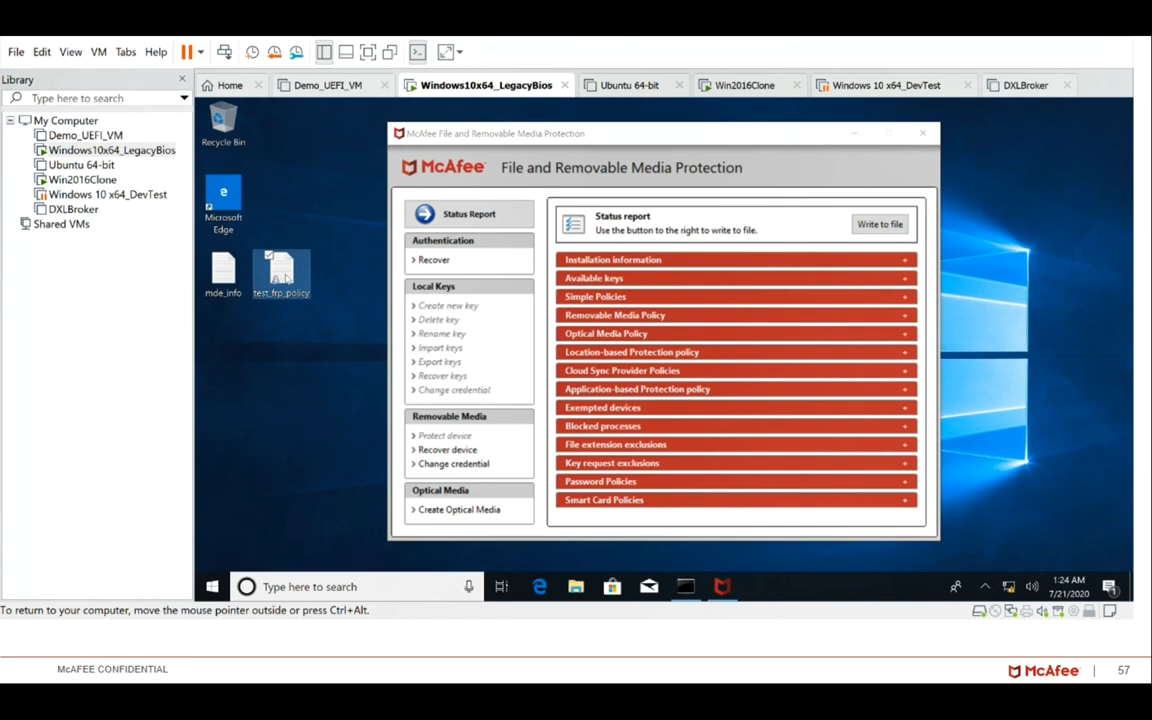 File Edit View VM Tabs Help
Library
Type here to search
My Computer
Demo_UEFI_VM
Windows10x64_LegacyBios
Ubuntu 64-bit
Win2016Clone
Windows 10 x64_DevTest
DXLBroker
Shared VMs
Home
Demo_UEFI_VM
Windows10x64_LegacyBios
Ubuntu 64-bit
Win2016Clone
Windows 10 x64_DevTest
DXLBroker
Recycle Bin
Microsoft
Edge
mde_info
test_frp_policy
McAfee File and Removable Media Protection
McAfee File and Removable Media Protection
Status Report
Authentication
> Recover
Local Keys
> Create new key
> Delete key
> Rename key
> Import keys
> Export keys
> Recover keys
> Change credential
Removable Media
> Protect device
> Recover device
> Change credential
Optical Media
> Create Optical Media
Status report
Use the button to the right to write to file.
Write to file
Installation information +
Available keys +
Simple Policies +
Removable Media Policy +
Optical Media Policy +
Location-based Protection policy +
Cloud Sync Provider Policies +
Application-based Protection policy +
Exempted devices +
Blocked processes +
File extension exclusions +
Key request exclusions +
Password Policies +
Smart Card Policies +
Type here to search
1:24 AM
7/21/2020
To return to your computer, move the mouse pointer outside or press Ctrl+Alt.
McAFEE CONFIDENTIAL
McAfee | 57